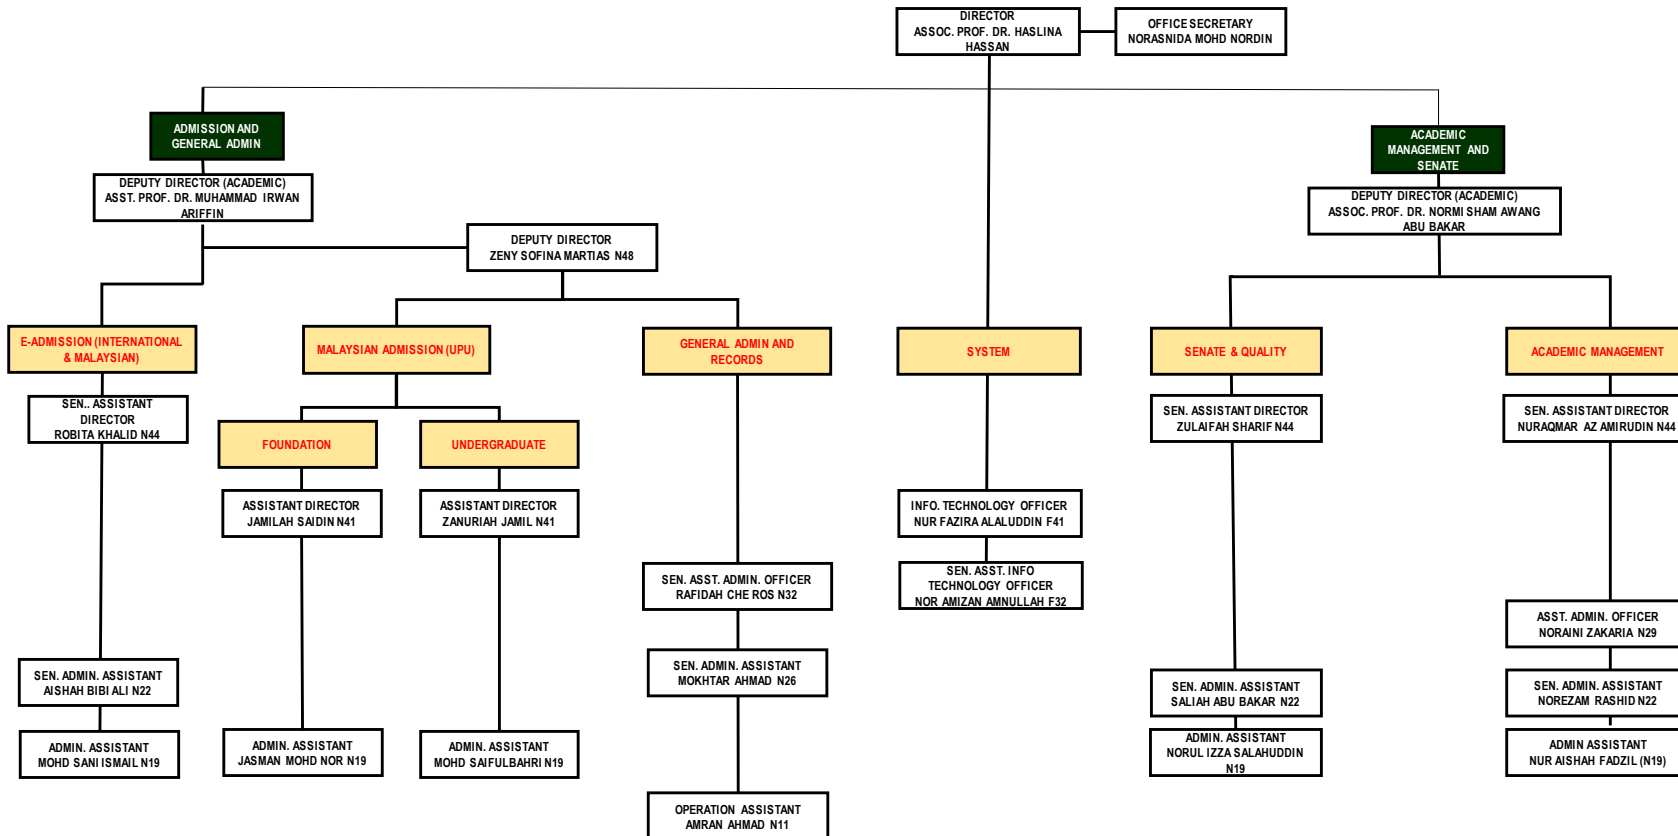 DIRECTOR
ASSOC. PROF. DR. HASLINA
HASSAN
OFFICE SECRETARY
NORASNIDA MOHD NORDIN
ADMISSION AND
GENERAL ADMIN
DEPUTY DIRECTOR (ACADEMIC)
ASST. PROF. DR. MUHAMMAD IRWAN
ARIFFIN
ACADEMIC
MANAGEMENT AND
SENATE
DEPUTY DIRECTOR (ACADEMIC)
ASSOC. PROF. DR. NORMI SHAM AWANG
ABU BAKAR
DEPUTY DIRECTOR
ZENY SOFINA MARTIAS N48
E-ADMISSION (INTERNATIONAL
& MALAYSIAN)
SEN.. ASSISTANT
DIRECTOR
ROBITA KHALID N44
SEN. ADMIN. ASSISTANT
AISHAH BIBI ALI N22
ADMIN. ASSISTANT
MOHD SANI ISMAIL N19
MALAYSIAN ADMISSION (UPU)
FOUNDATION
ASSISTANT DIRECTOR
JAMILAH SAIDIN N41
ADMIN. ASSISTANT
JASMAN MOHD NOR N19
UNDERGRADUATE
ASSISTANT DIRECTOR
ZANURIAH JAMIL N41
ADMIN. ASSISTANT
MOHD SAIFULBAHRI N19
GENERAL ADMIN AND
RECORDS
SEN. ASST. ADMIN. OFFICER
RAFIDAH CHE ROS N32
SEN. ADMIN. ASSISTANT
MOKHTAR AHMAD N26
OPERATION ASSISTANT
AMRAN AHMAD N11
SYSTEM
INFO. TECHNOLOGY OFFICER
NUR FAZIRA ALALUDDIN F41
SEN. ASST. INFO
TECHNOLOGY OFFICER
NOR AMIZAN AMNULLAH F32
SENATE & QUALITY
SEN. ASSISTANT DIRECTOR
ZULAIFAH SHARIF N44
SEN. ADMIN. ASSISTANT
SALIAH ABU BAKAR N22
ADMIN. ASSISTANT
NORUL IZZA SALAHUDDIN
N19
ACADEMIC MANAGEMENT
SEN. ASSISTANT DIRECTOR
NURAQMAR AZ AMIRUDIN N44
ASST. ADMIN. OFFICER
NORAINI ZAKARIA N29
SEN. ADMIN. ASSISTANT
NOREZAM RASHID N22
ADMIN ASSISTANT
NUR AISHAH FADZIL (N19)